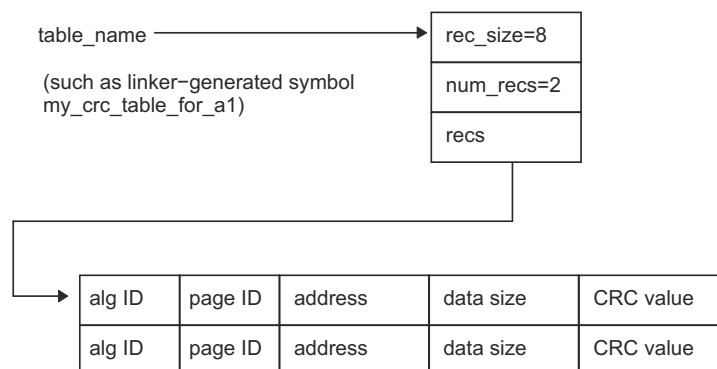 table_name
rec_size=8
(such as linker−generated symbol
my_crc_table_for_a1)
num_recs=2
recs
alg ID page ID address data size CRC value
alg ID page ID address data size CRC value